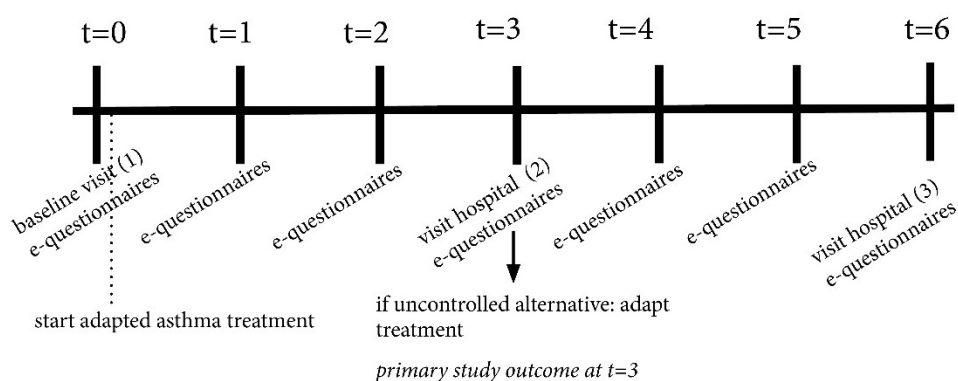 t=0
t=1
t=2
t=3
t=4
t=5
t=6
baseline visit (1)
e-questionnaires
e-questionnaires
e-questionnaires
visit hospital (2)
e-questionnaires
e-questionnaires
e-questionnaires
visit hospital (3)
e-questionnaires
start adapted asthma treatment
if uncontrolled alternative: adapt
treatment
primary study outcome at t=3